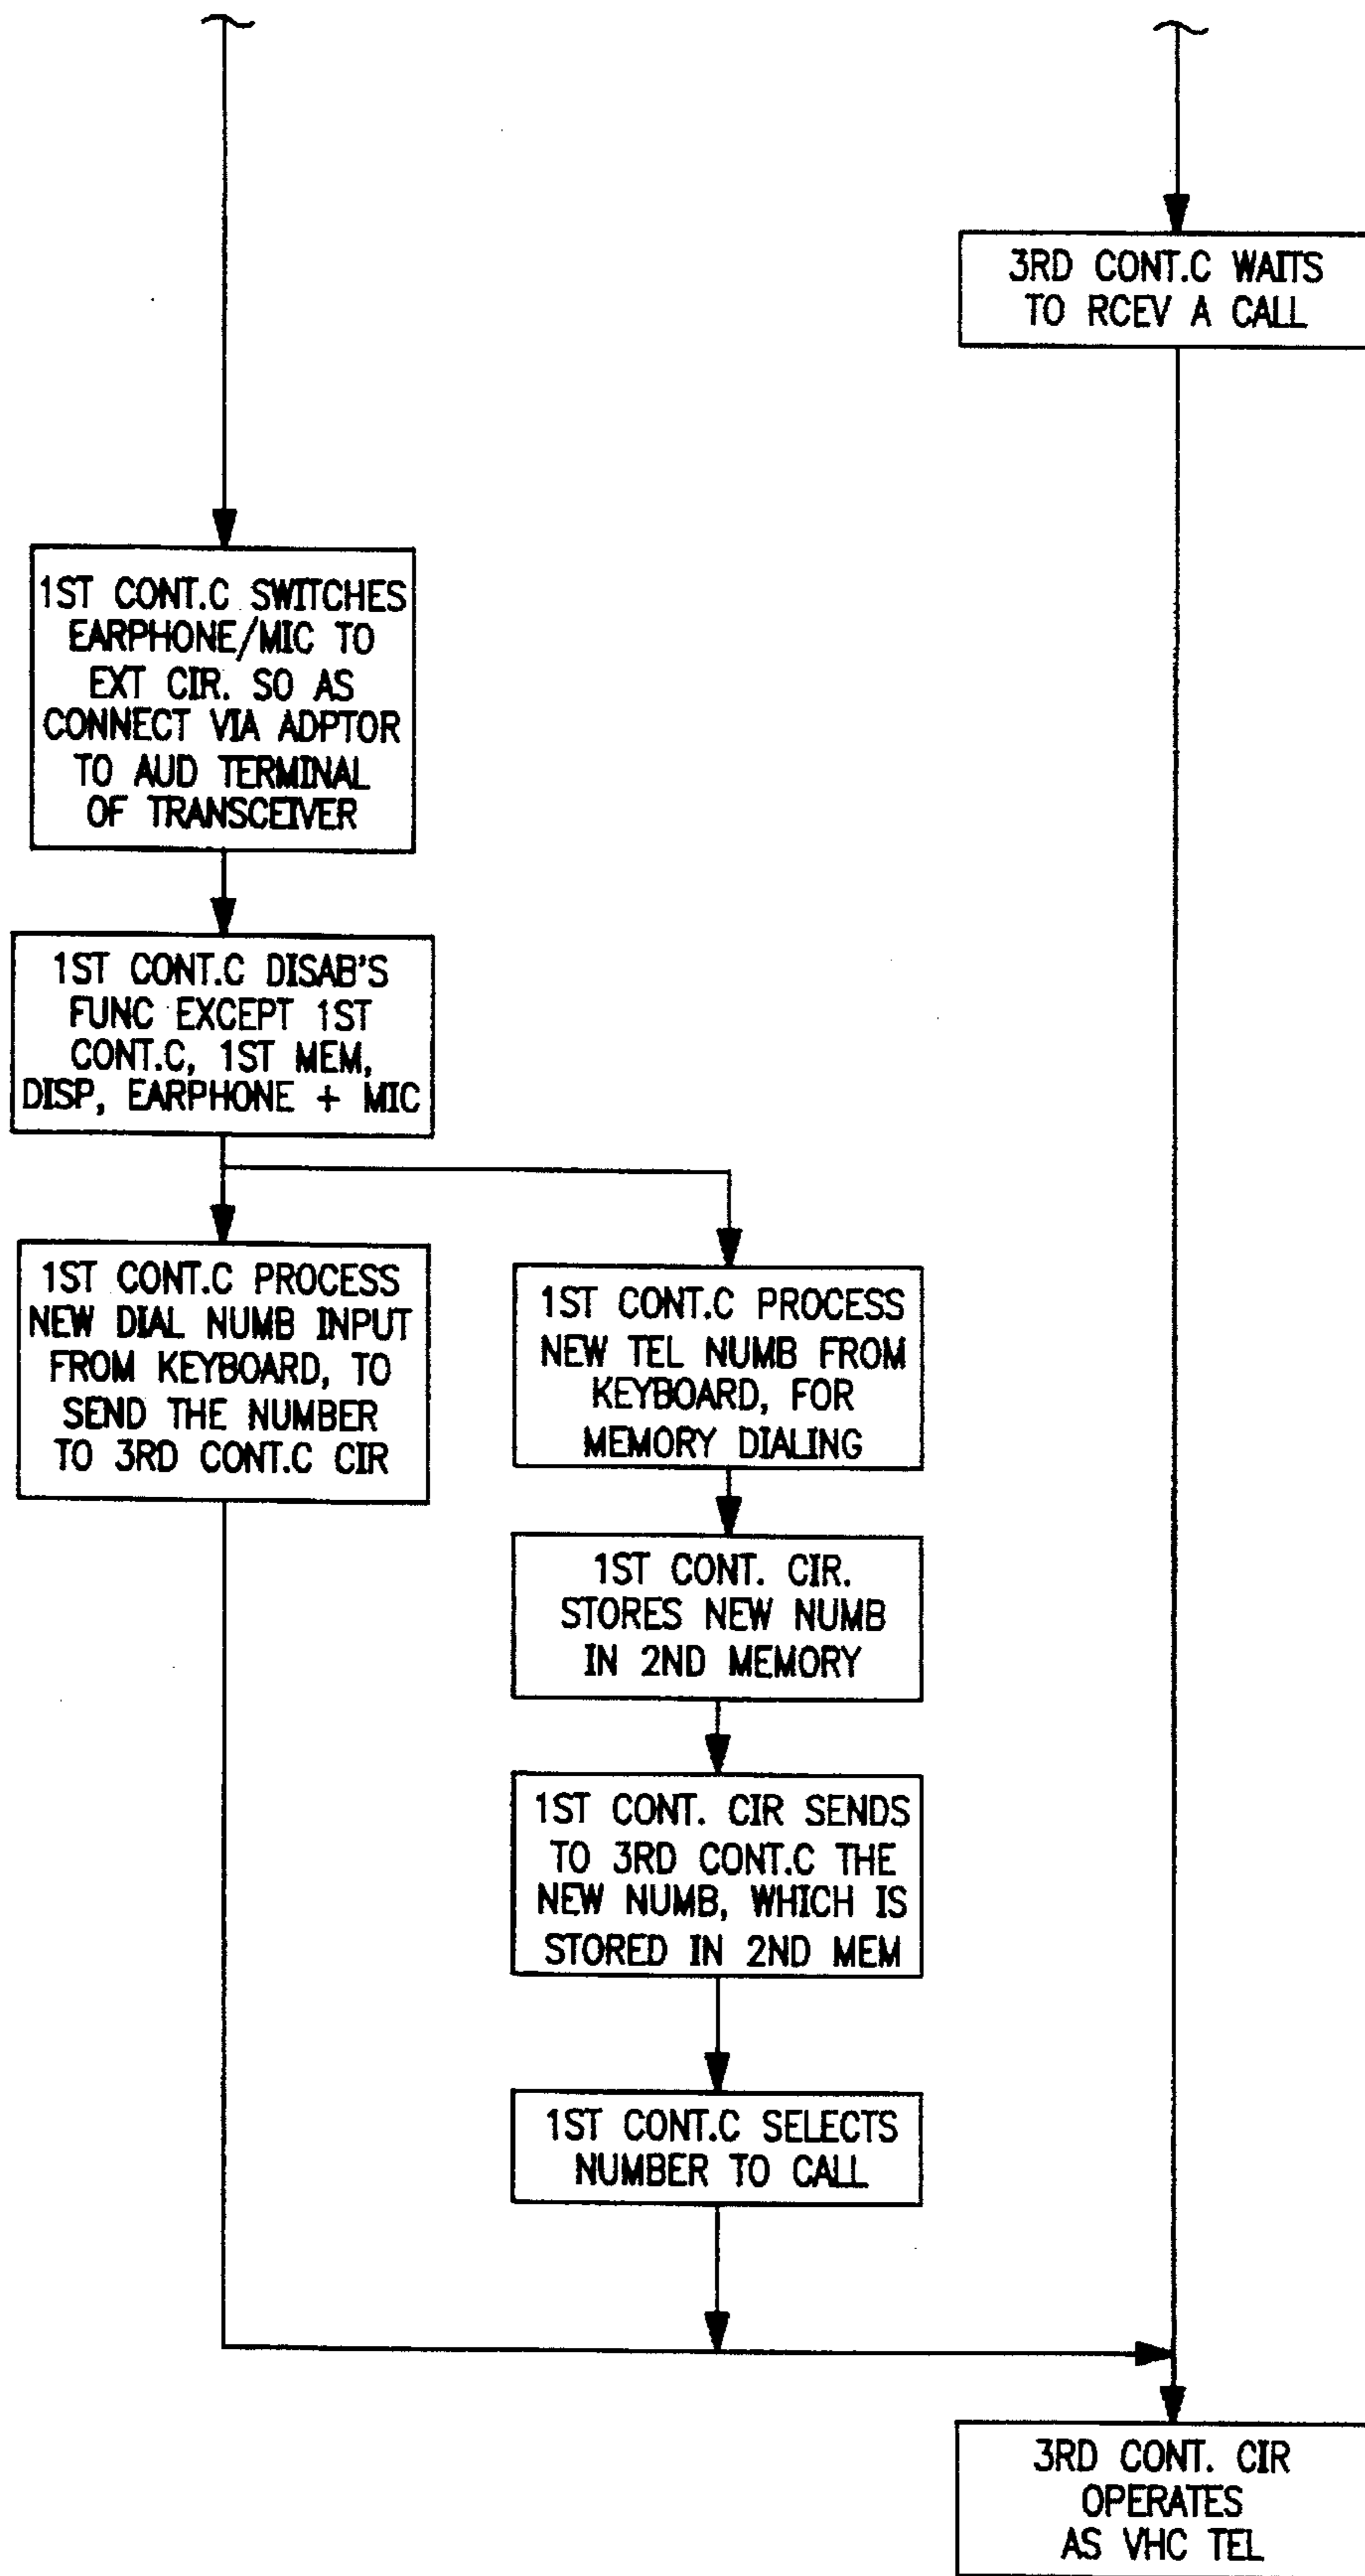 3RD CONT.C WAITS
TO RCEV A CALL
1ST CONT.C SWITCHES
EARPHONE/MIC TO
EXT CIR. SO AS
CONNECT VIA ADPTOR
TO AUD TERMINAL
OF TRANSCEIVER
1ST CONT.C DISAB'S
FUNC EXCEPT 1ST
CONT.C, 1ST MEM,
DISP, EARPHONE + MIC
1ST CONT.C PROCESS
NEW DIAL NUMB INPUT
FROM KEYBOARD, TO
SEND THE NUMBER
TO 3RD CONT.C CIR
1ST CONT.C PROCESS
NEW TEL NUMB FROM
KEYBOARD, FOR
MEMORY DIALING
1ST CONT. CIR.
STORES NEW NUMB
IN 2ND MEMORY
1ST CONT. CIR SENDS
TO 3RD CONT.C THE
NEW NUMB, WHICH IS
STORED IN 2ND MEM
1ST CONT.C SELECTS
NUMBER TO CALL
3RD CONT. CIR
OPERATES
AS VHC TEL